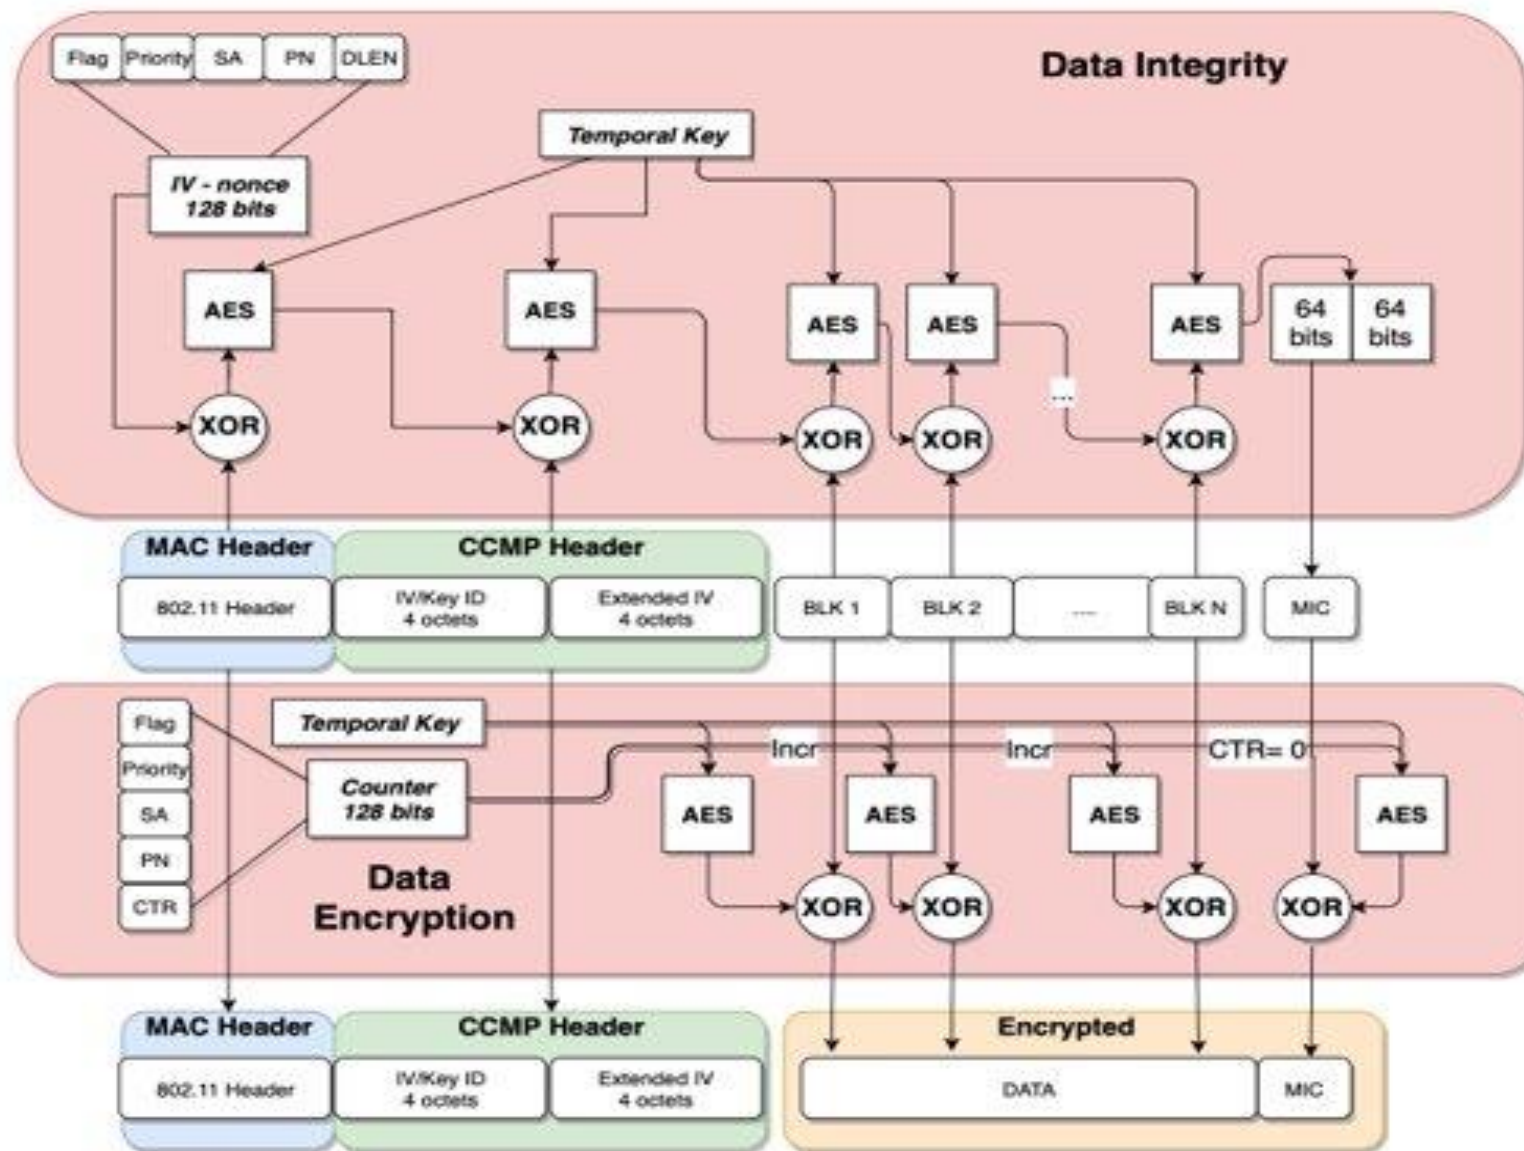 Flag Priority SA PN DLEN
Data Integrity
Temporal Key
IV - nonce
128 bits
AES AES AES AES AES
64 bits 64 bits
...
XOR XOR XOR XOR XOR
MAC Header CCMP Header
802.11 Header
IV/Key ID
4 octets
Extended IV
4 octets
BLK 1 BLK 2 .... BLK N MIC
Flag
Priority
SA
PN
CTR
Temporal Key
Counter
128 bits
Incr Incr CTR= 0
AES AES AES AES
Data
Encryption
XOR XOR XOR XOR
MAC Header CCMP Header Encrypted
802.11 Header
IV/Key ID
4 octets
Extended IV
4 octets
DATA MIC